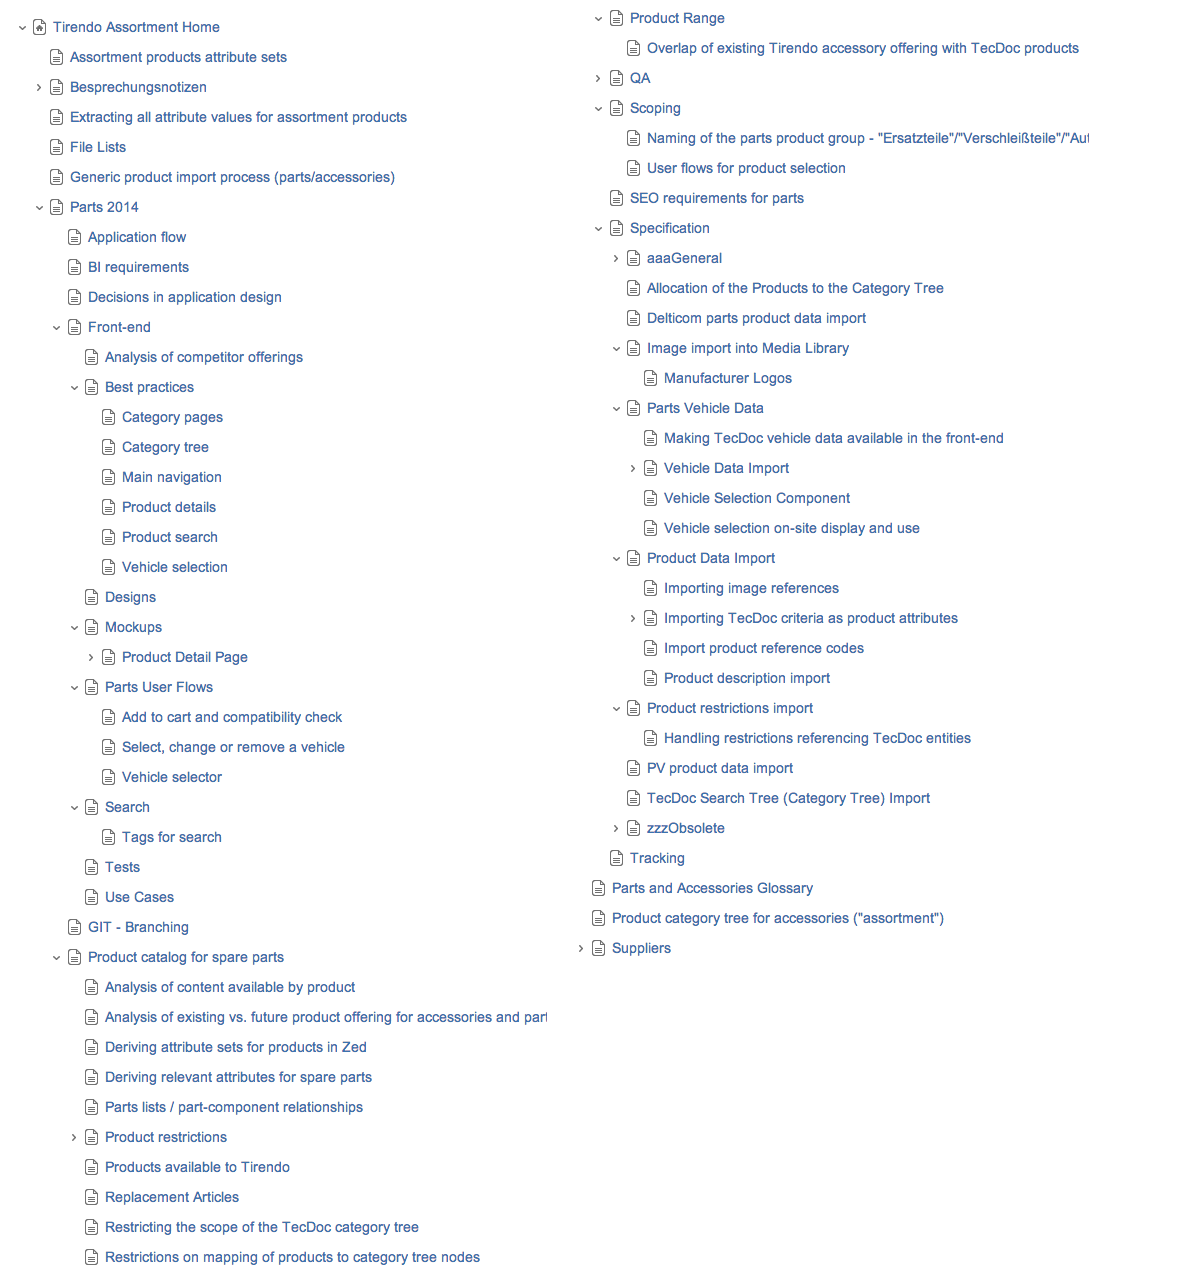 Tirendo Assortment Home
Assortment products attribute sets
Besprechungsnotizen
Extracting all attribute values for assortment products
File Lists
Generic product import process (parts/accessories)
Parts 2014
Application flow
BI requirements
Decisions in application design
Front-end
Analysis of competitor offerings
Best practices
Category pages
Category tree
Main navigation
Product details
Product search
Vehicle selection
Designs
Mockups
Product Detail Page
Parts User Flows
Add to cart and compatibility check
Select, change or remove a vehicle
Vehicle selector
Search
Tags for search
Tests
Use Cases
GIT - Branching
Product catalog for spare parts
Analysis of content available by product
Analysis of existing vs. future product offering for accessories and part
Deriving attribute sets for products in Zed
Deriving relevant attributes for spare parts
Parts lists / part-component relationships
Product restrictions
Products available to Tirendo
Replacement Articles
Restricting the scope of the TecDoc category tree
Restrictions on mapping of products to category tree nodes
Product Range
Overlap of existing Tirendo accessory offering with TecDoc products
QA
Scoping
Naming of the parts product group - "Ersatzteile"/"Verschleißteile"/"Aut
User flows for product selection
SEO requirements for parts
Specification
aaaGeneral
Allocation of the Products to the Category Tree
Delticom parts product data import
Image import into Media Library
Manufacturer Logos
Parts Vehicle Data
Making TecDoc vehicle data available in the front-end
Vehicle Data Import
Vehicle Selection Component
Vehicle selection on-site display and use
Product Data Import
Importing image references
Importing TecDoc criteria as product attributes
Import product reference codes
Product description import
Product restrictions import
Handling restrictions referencing TecDoc entities
PV product data import
TecDoc Search Tree (Category Tree) Import
zzzObsolete
Tracking
Parts and Accessories Glossary
Product category tree for accessories ("assortment")
Suppliers